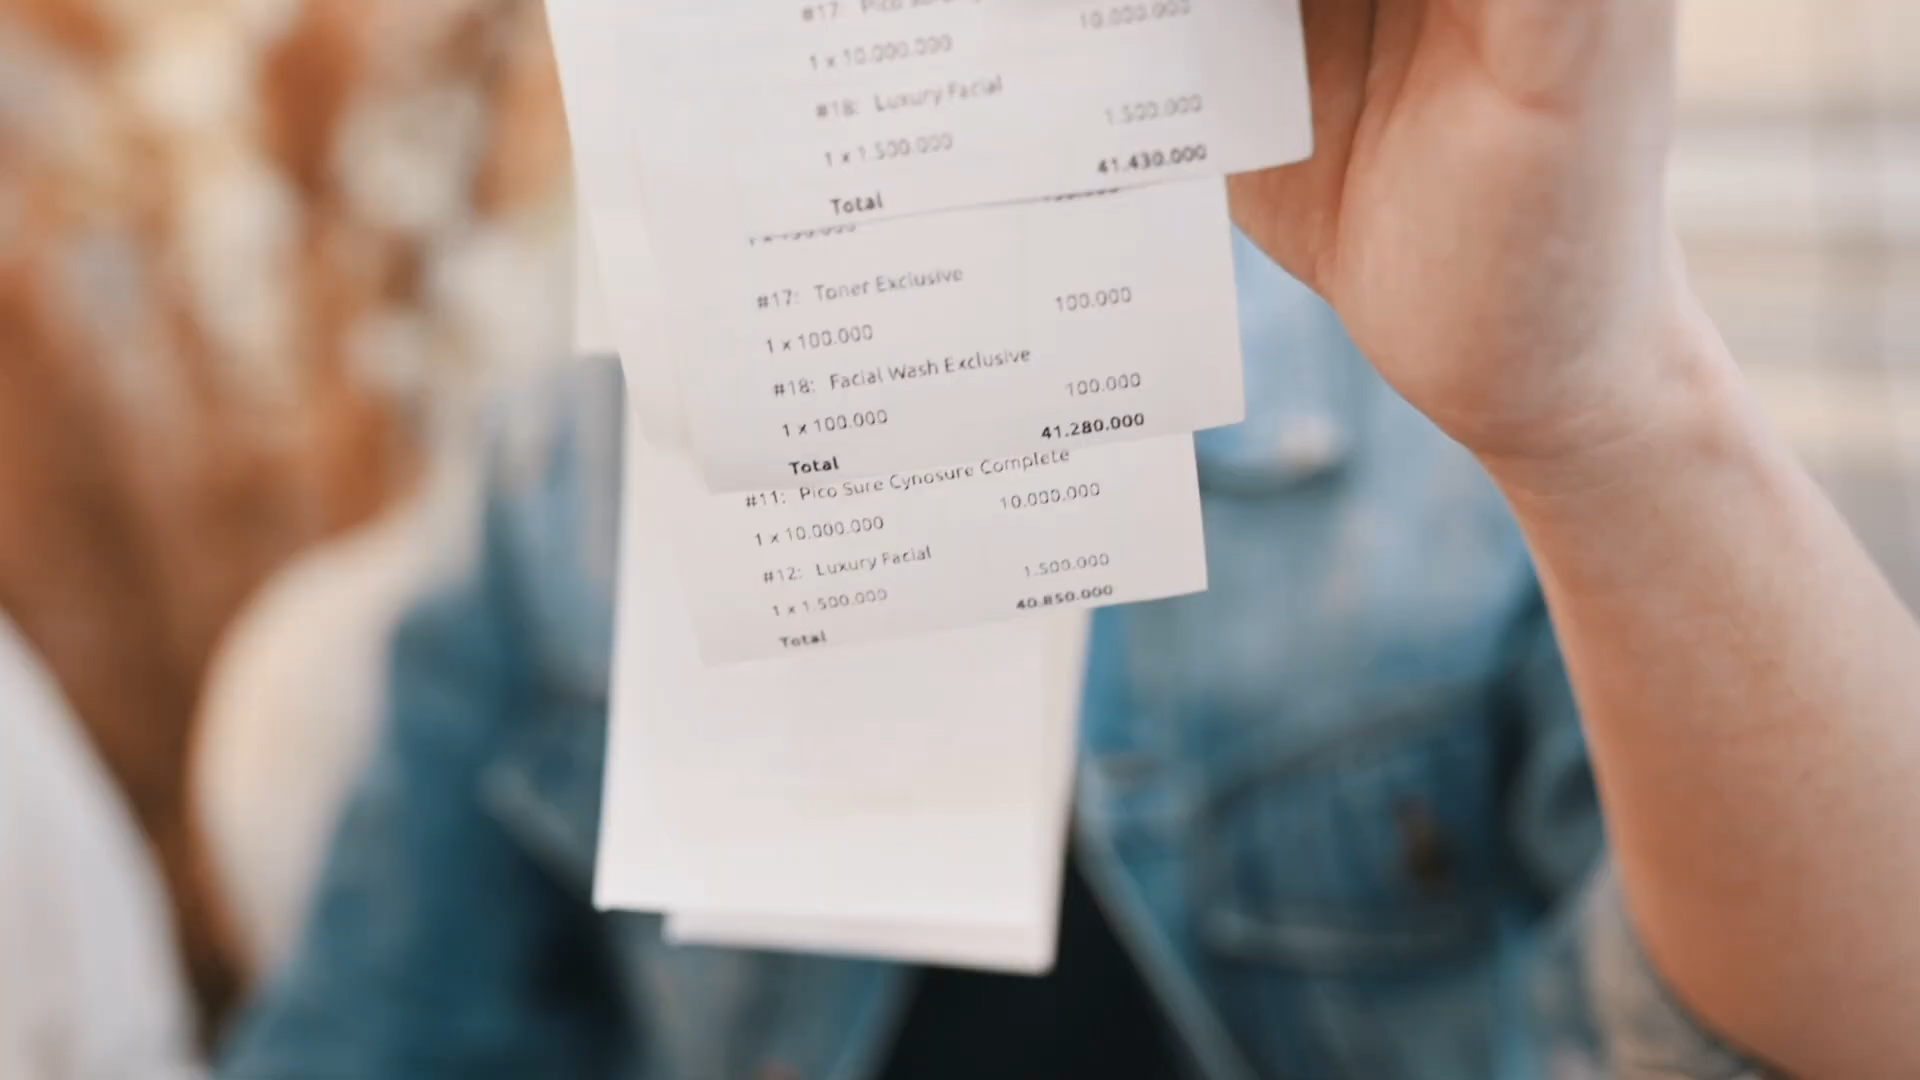 #17: Pico
10.000.000
1 x 10.000.000
#18: Luxury Facial
1.500.000
1 x 1.500.000
41.430.000
Total
#17: Toner Exclusive
100.000
1 x 100.000
#18: Facial Wash Exclusive
100.000
1 x 100.000
41.280.000
Total
#11: Pico Sure Cynosure Complete
10.000.000
1 x 10.000.000
#12: Luxury Facial
1.500.000
1 x 1.500.000
40.850.000
Total